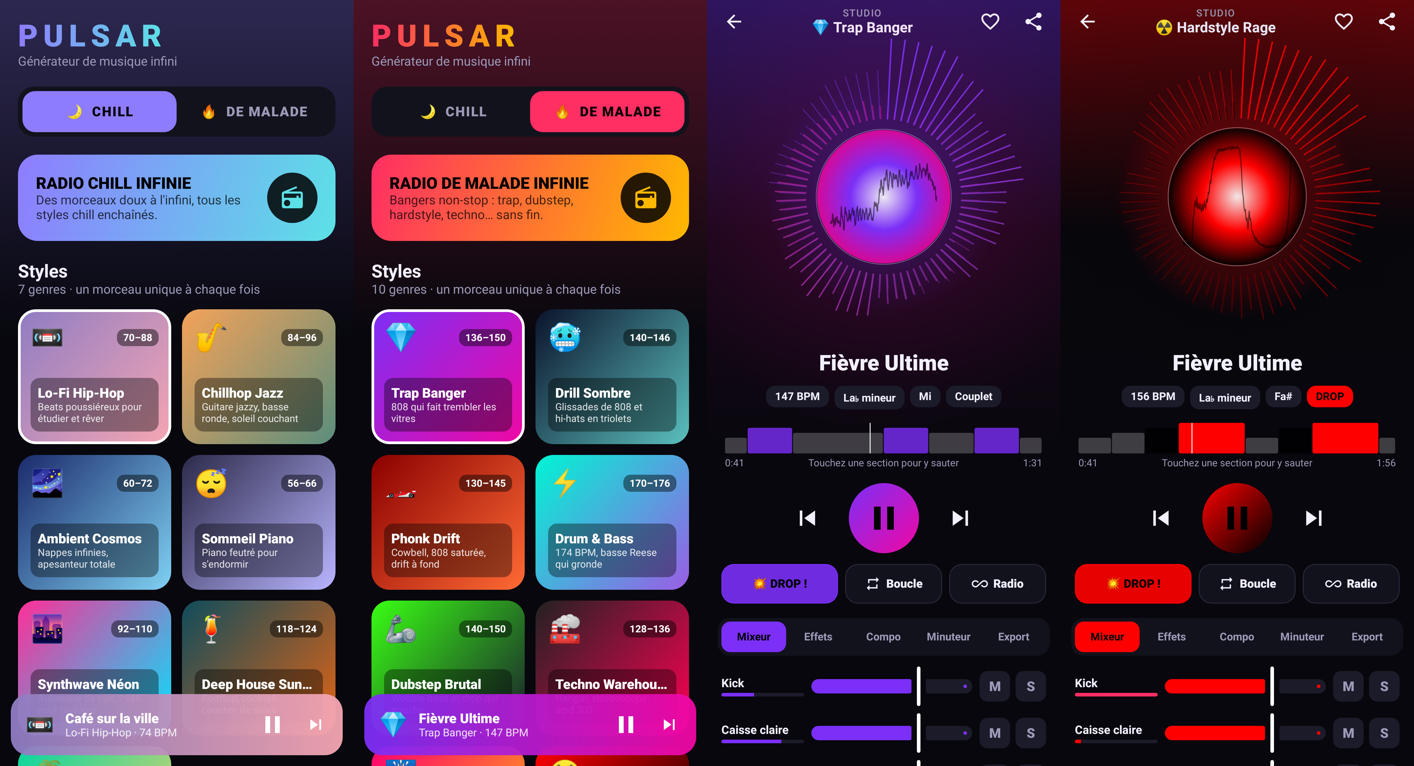 PULSAR
Générateur de musique infini
🌙 CHILL
🔥 DE MALADE
RADIO CHILL INFINIE
Des morceaux doux à l'infini, tous les
styles chill enchaînés.
Styles
7 genres · un morceau unique à chaque fois
70–88
Lo-Fi Hip-Hop
Beats poussiéreux pour
étudier et rêver
84–96
Chillhop Jazz
Guitare jazzy, basse
ronde, soleil couchant
60–72
Ambient Cosmos
Nappes infinies,
apesanteur totale
56–66
Sommeil Piano
Piano feutré pour
s'endormir
92–110
Synthwave Néon
118–124
Deep House Sun...
Café sur la ville
Lo-Fi Hip-Hop · 74 BPM
PULSAR
Générateur de musique infini
🌙 CHILL
🔥 DE MALADE
RADIO DE MALADE INFINIE
Bangers non-stop : trap, dubstep,
hardstyle, techno... sans fin.
Styles
10 genres · un morceau unique à chaque fois
136–150
Trap Banger
808 qui fait trembler les
vitres
140–146
Drill Sombre
Glissades de 808 et
hi-hats en triolets
130–145
Phonk Drift
Cowbell, 808 saturée,
drift à fond
170–176
Drum & Bass
174 BPM, basse Reese
qui gronde
140–150
Dubstep Brutal
128–136
Techno Warehou...
Fièvre Ultime
Trap Banger · 147 BPM
STUDIO
💎 Trap Banger
Fièvre Ultime
147 BPM
La♭ mineur
Mi
Couplet
0:41
Touchez une section pour y sauter
1:31
💥 DROP !
Boucle
Radio
Mixeur
Effets
Compo
Minuteur
Export
Kick
M
S
Caisse claire
M
S
STUDIO
☢️ Hardstyle Rage
Fièvre Ultime
156 BPM
La♭ mineur
Fa#
DROP
0:41
Touchez une section pour y sauter
1:56
💥 DROP !
Boucle
Radio
Mixeur
Effets
Compo
Minuteur
Export
Kick
M
S
Caisse claire
M
S